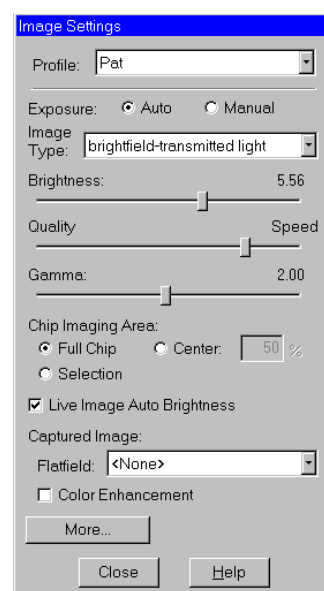 Image Settings
Profile: Pat
Exposure: Auto Manual
Image
Type: brightfield-transmitted light
Brightness: 5.56
Quality Speed
Gamma: 2.00
Chip Imaging Area:
Full Chip Center: 50 %
Selection
Live Image Auto Brightness
Captured Image:
Flatfield: <None>
Color Enhancement
More...
Close Help